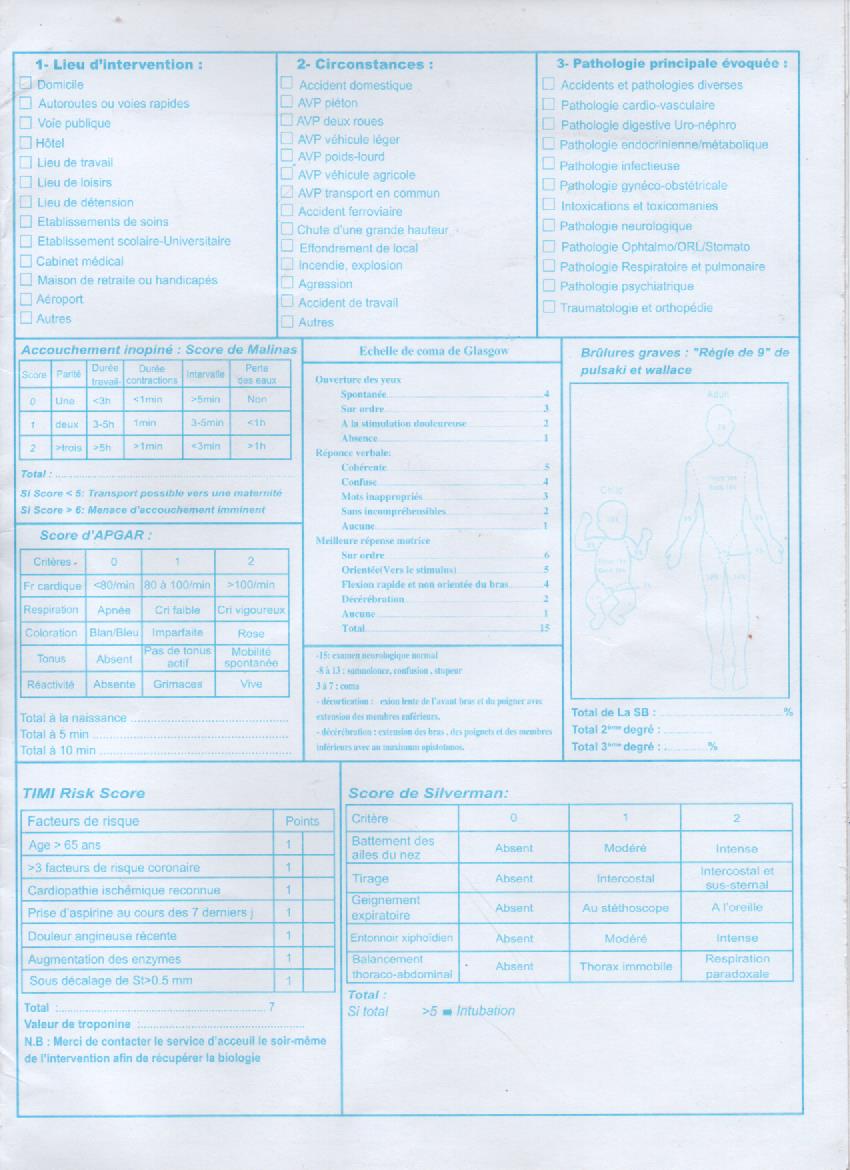 1- Lieu d'intervention :
Domicile
Autoroutes ou voies rapides
Voie publique
Hôtel
Lieu de travail
Lieu de loisirs
Lieu de détention
Etablissements de soins
Etablissement scolaire-Universitaire
Cabinet médical
Maison de retraite ou handicapés
Aéroport
Autres
2- Circonstances :
Accident domestique
AVP piéton
AVP deux roues
AVP véhicule léger
AVP poids-lourd
AVP véhicule agricole
AVP transport en commun
Accident ferroviaire
Chute d'une grande hauteur
Effondrement de local
Incendie, explosion
Agression
Accident de travail
Autres
3- Pathologie principale évoquée :
Accidents et pathologies diverses
Pathologie cardio-vasculaire
Pathologie digestive Uro-néphro
Pathologie endocrinienne/métabolique
Pathologie infectieuse
Pathologie gynéco-obstétricale
Intoxications et toxicomanies
Pathologie neurologique
Pathologie Ophtalmo/ORL/Stomato
Pathologie Respiratoire et pulmonaire
Pathologie psychiatrique
Traumatologie et orthopédie
Accouchement inopiné : Score de Malinas
Score Parité Durée travail Durée contractions Intervalle Perte des eaux
0 Une <3h <1min >5min Non
1 deux 3-5h 1min 3-5min <1h
2 >trois >5h >1min <3min >1h
Total : ..........
Si Score < 5: Transport possible vers une maternité
Si Score > 6: Menace d'accouchement imminent
Score d'APGAR :
Critères - 0 1 2
Fr cardique <80/min 80 à 100/min >100/min
Respiration Apnée Cri faible Cri vigoureux
Coloration Blan/Bleu Imparfaite Rose
Tonus Absent Pas de tonus actif Mobilité spontanée
Réactivité Absente Grimaces Vive
Total à la naissance ..........
Total à 5 min ..........
Total à 10 min ..........
Echelle de coma de Glasgow
Ouverture des yeux
Spontanée..........4
Sur ordre..........3
A la stimulation douloureuse..........2
Absence..........1
Réponce verbale:
Cohérente..........5
Confuse..........4
Mots inappropriés..........3
Sans incompréhensibles..........2
Aucune..........1
Meilleure répense motrice
Sur ordre..........6
Orientée(Vers le stimulus)..........5
Flexion rapide et non orientée du bras..........4
Décérébration..........2
Aucune..........1
Total..........15
-15: examen neurologique normal
-8 à 13 : samnolonce, confusion , stupeur
3 à 7 : coma
- décortication : exion lente de l'avant bras et du poigner avec
extension des membres enférieurs.
- décérébration : extension des bras , des poignets et des membres
inférieurs avec au maximum opistotonos.
Brûlures graves : "Règle de 9" de
pulsaki et wallace
Adult
Child
Total de La SB : ..........%
Total 2ème degré : ..........
Total 3ème degré : ..........%
TIMI Risk Score
Facteurs de risque Points
Age > 65 ans 1
>3 facteurs de risque coronaire 1
Cardiopathie ischémique reconnue 1
Prise d'aspirine au cours des 7 derniers j 1
Douleur angineuse récente 1
Augmentation des enzymes 1
Sous décalage de St>0.5 mm 1
Total :..........7
Valeur de troponine ..........
N.B : Merci de contacter le service d'acceuil le soir-même
de l'intervention afin de récupérer la biologie
Score de Silverman:
Critère 0 1 2
Battement des ailes du nez Absent Modéré Intense
Tirage Absent Intercostal Intercostal et sus-sternal
Geignement expiratoire Absent Au stéthoscope A l'oreille
Entonnoir xiphoïdien Absent Modéré Intense
Balancement thoraco-abdominal Absent Thorax immobile Respiration paradoxale
Total :
Si total >5 Intubation